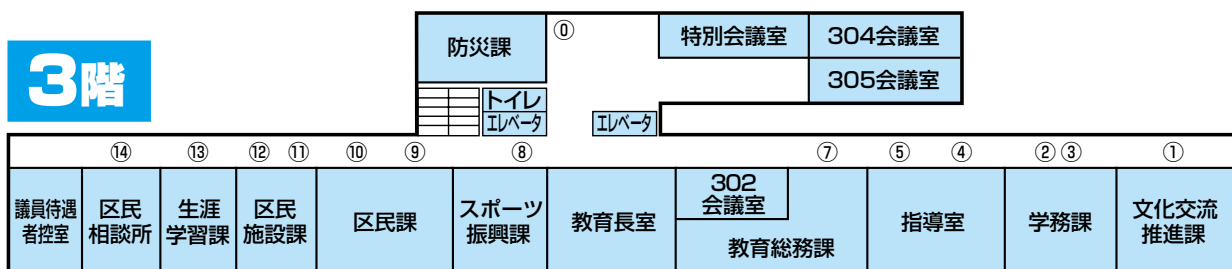 3階
防災課
⓪
特別会議室
304会議室
305会議室
トイレ
エレベータ
エレベータ
⑭
⑬
⑫
⑪
⑩
⑨
⑧
⑦
⑤
④
②③
①
議員待遇
者控室
区民
相談所
生涯
学習課
区民
施設課
区民課
スポーツ
振興課
教育長室
302
会議室
教育総務課
指導室
学務課
文化交流
推進課